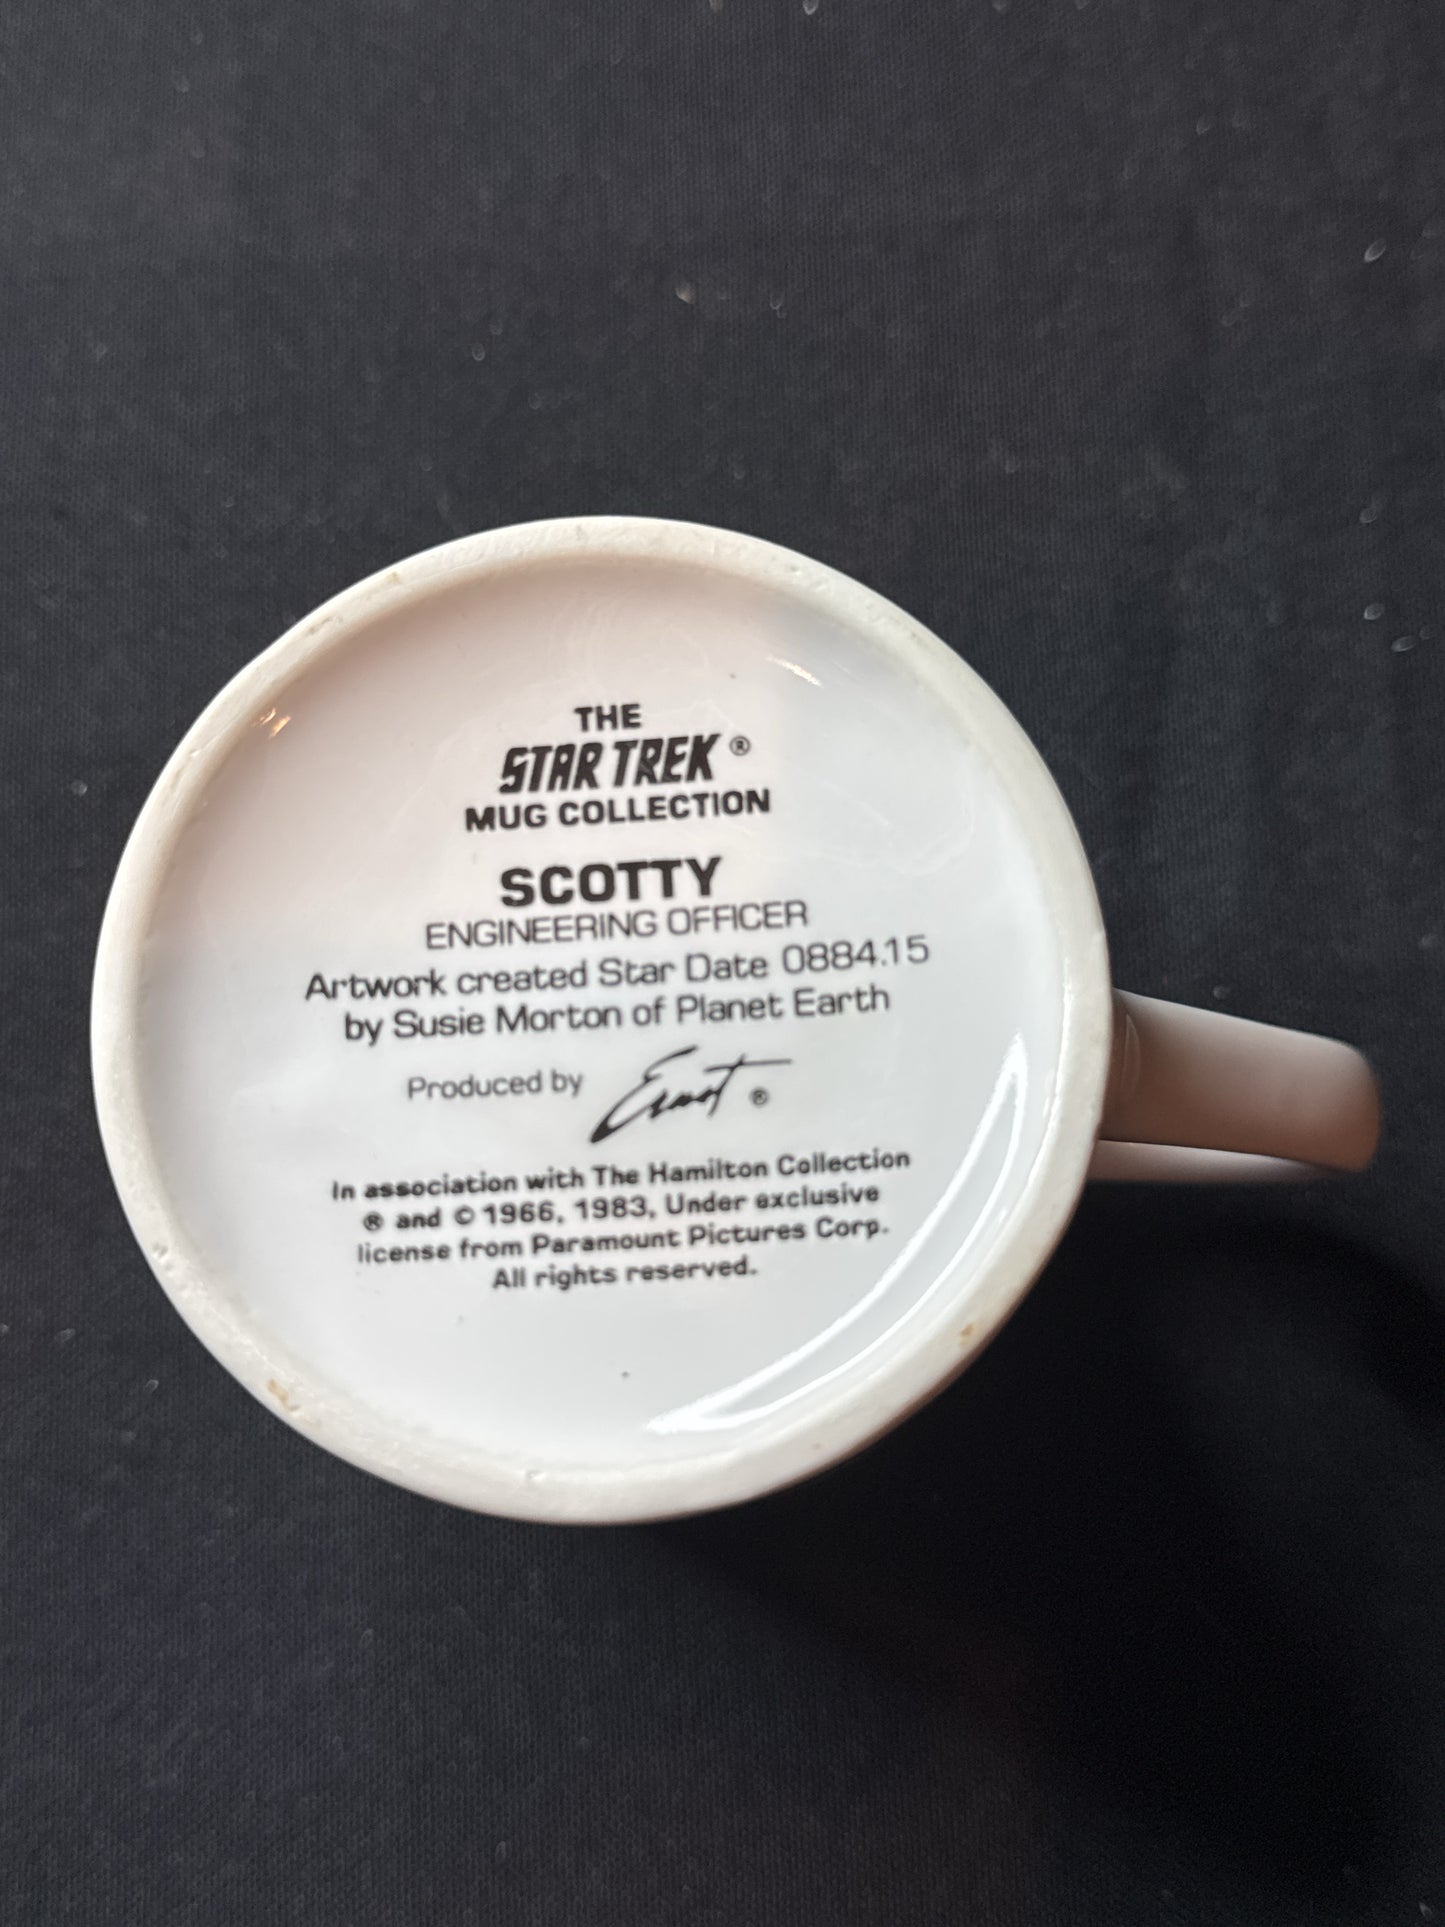 THE
STAR TREK®
MUG COLLECTION
SCOTTY
ENGINEERING OFFICER
Artwork created Star Date 0884.15
by Susie Morton of Planet Earth
Produced by Ernst ®
In association with The Hamilton Collection
® and © 1966, 1983, Under exclusive
license from Paramount Pictures Corp.
All rights reserved.